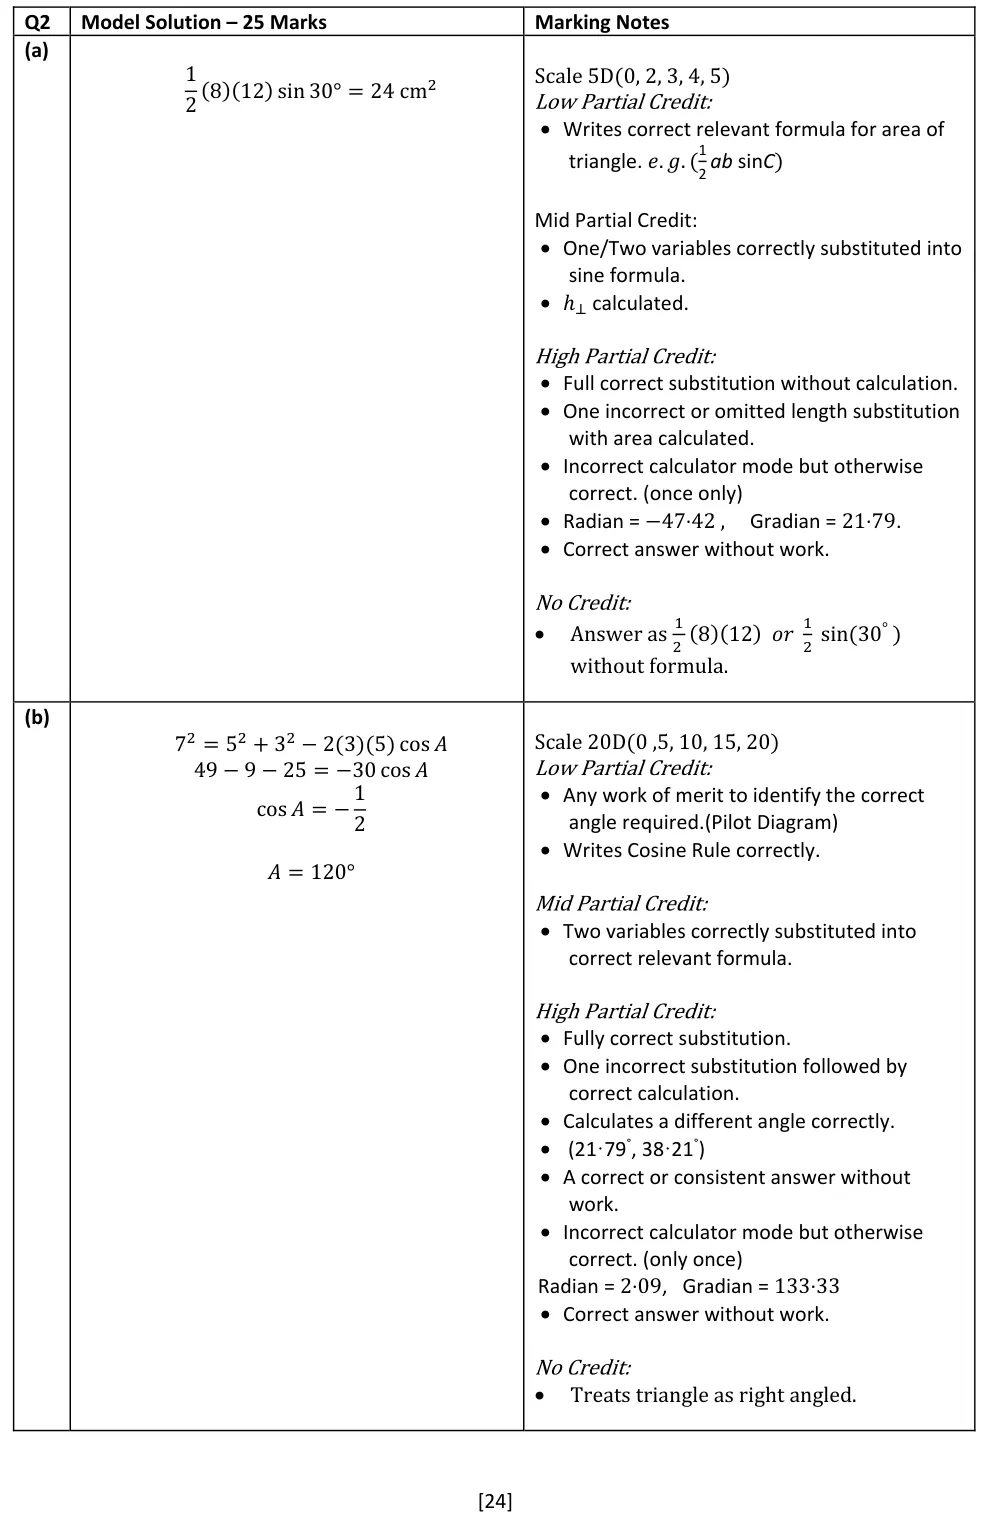 Q2 Model Solution – 25 Marks Marking Notes
(a)
1/2 (8)(12) sin 30° = 24 cm²
Scale 5D(0, 2, 3, 4, 5)
Low Partial Credit:
• Writes correct relevant formula for area of
triangle. e. g. (1/2 ab sinC)
Mid Partial Credit:
• One/Two variables correctly substituted into
sine formula.
• h⊥ calculated.
High Partial Credit:
• Full correct substitution without calculation.
• One incorrect or omitted length substitution
with area calculated.
• Incorrect calculator mode but otherwise
correct. (once only)
• Radian = −47·42 , Gradian = 21·79.
• Correct answer without work.
No Credit:
• Answer as 1/2 (8)(12) or 1/2 sin(30°)
without formula.
(b)
7² = 5² + 3² − 2(3)(5) cos A
49 − 9 − 25 = −30 cos A
cos A = − 1/2
A = 120°
Scale 20D(0 ,5, 10, 15, 20)
Low Partial Credit:
• Any work of merit to identify the correct
angle required.(Pilot Diagram)
• Writes Cosine Rule correctly.
Mid Partial Credit:
• Two variables correctly substituted into
correct relevant formula.
High Partial Credit:
• Fully correct substitution.
• One incorrect substitution followed by
correct calculation.
• Calculates a different angle correctly.
• (21·79°, 38·21°)
• A correct or consistent answer without
work.
• Incorrect calculator mode but otherwise
correct. (only once)
Radian = 2·09, Gradian = 133·33
• Correct answer without work.
No Credit:
• Treats triangle as right angled.
[24]